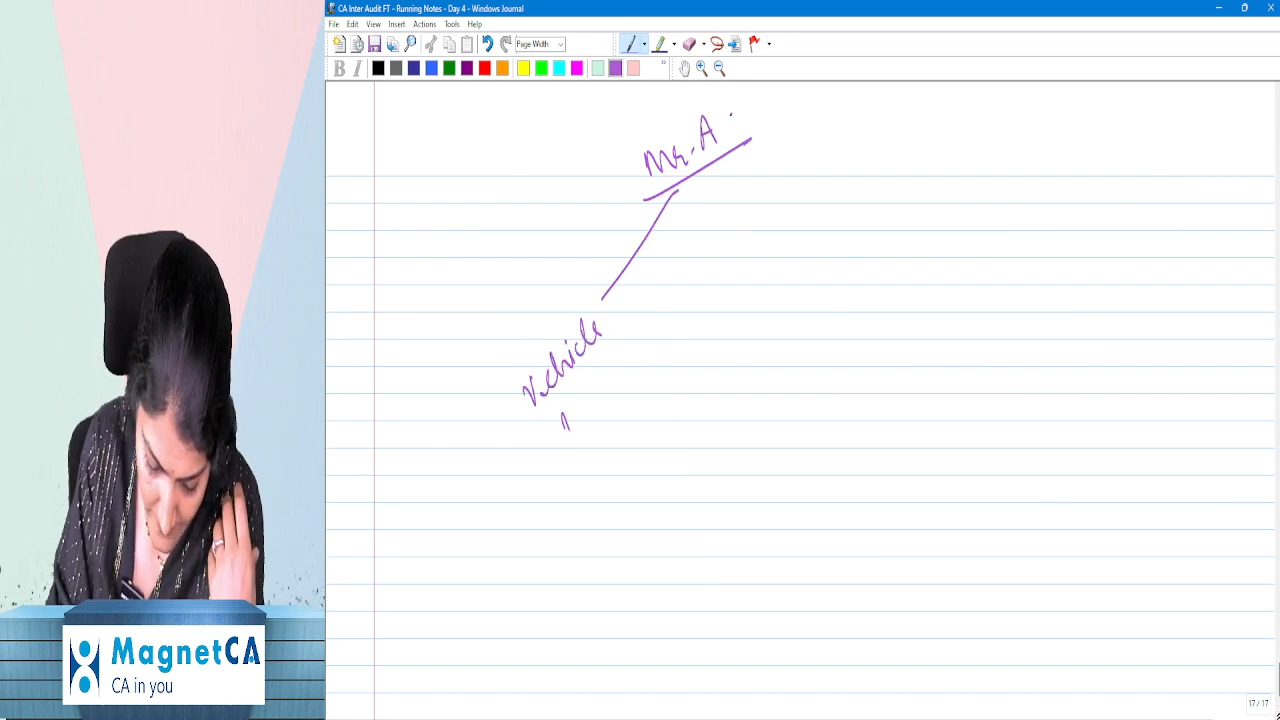 CA Inter Audit FT - Running Notes - Day 4 - Windows Journal
File Edit View Insert Actions Tools Help
Page Width
B I
Mr. A
Vehicle
MagnetCA
CA in you
17 / 17